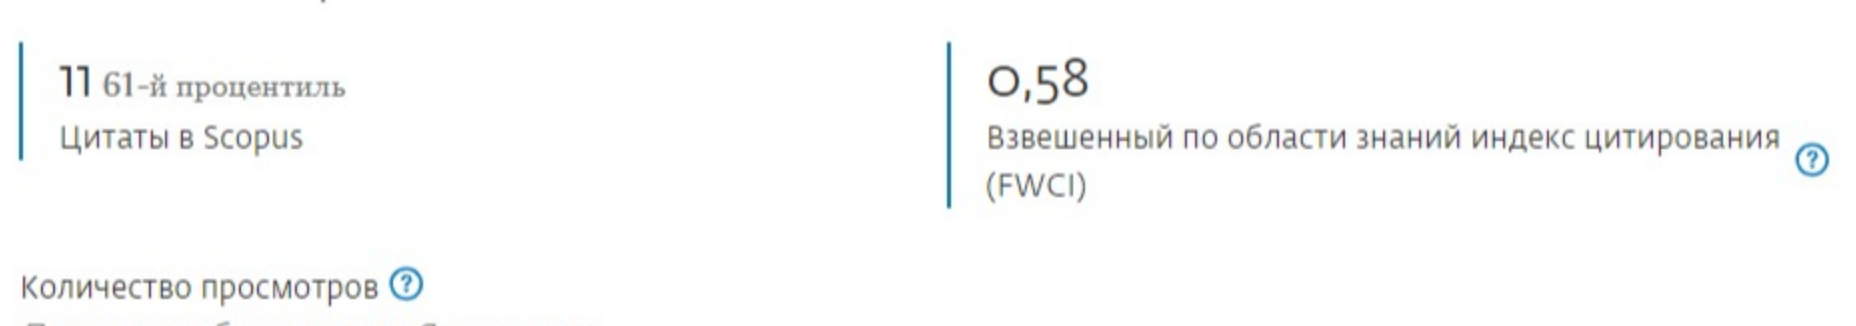 11 61-й процентиль
Цитаты в Scopus
0,58
Взвешенный по области знаний индекс цитирования
(FWCI)
Количество просмотров